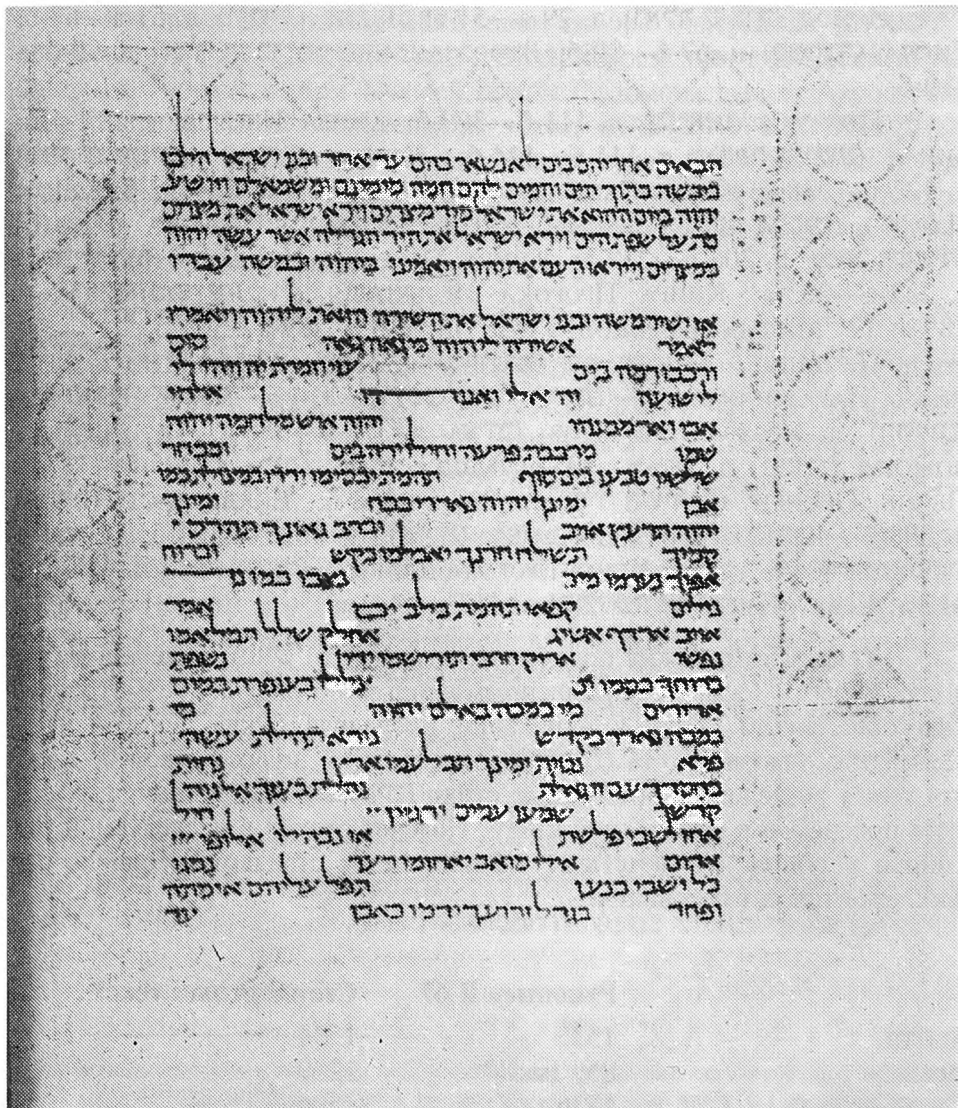 הבאים אחריהם בים לא נשאר בהם עד אחד ובני ישראל הלכו
ביבשה בתוך הים והמים להם חמה מימינם ומשמאלם ויושע
יהוה ביום ההוא את ישראל מיד מצרים וירא ישראל את מצרים
מת על שפת הים וירא ישראל את היד הגדלה אשר עשה יהוה
במצרים וייראו העם את יהוה ויאמינו ביהוה ובמשה עבדו
אז ישיר משה ובני ישראל את השירה הזאת ליהוה ויאמרו
לאמר אשירה ליהוה כי גאה גאה סוס
ורכבו רמה בים עזי וזמרת יה ויהי לי
לישועה זה אלי ואנוהו אלהי
אבי וארממנהו יהוה איש מלחמה יהוה
שמו מרכבת פרעה וחילו ירה בים ומבחר
שלשיו טבעו בים סוף תהמת יכסימו ירדו במצולת כמו
אבן ימינך יהוה נאדרי בכח ימינך
יהוה תרעץ אויב וברב גאונך תהרס
קמיך תשלח חרנך יאכלמו כקש וברוח
אפיך נערמו מים נצבו כמו נד
נזלים קפאו תהמת בלב ים אמר
אויב ארדף אשיג אחלק שלל תמלאמו
נפשי אריק חרבי תורישמו ידי נשפת
ברוחך כסמו ים צללו כעופרת במים
אדירים מי כמכה באלם יהוה מי
כמכה נאדר בקדש נורא תהלת עשה
פלא נטית ימינך תבלעמו ארץ נחית
בחסדך עם זו גאלת נהלת בעזך אל נוה
קדשך שמעו עמים ירגזון חיל
אחז ישבי פלשת אז נבהלו אלופי
אדום אילי מואב יאחזמו רעד נמגו
כל ישבי כנען תפל עליהם אימתה
ופחד בגדל זרועך ידמו כאבן עד